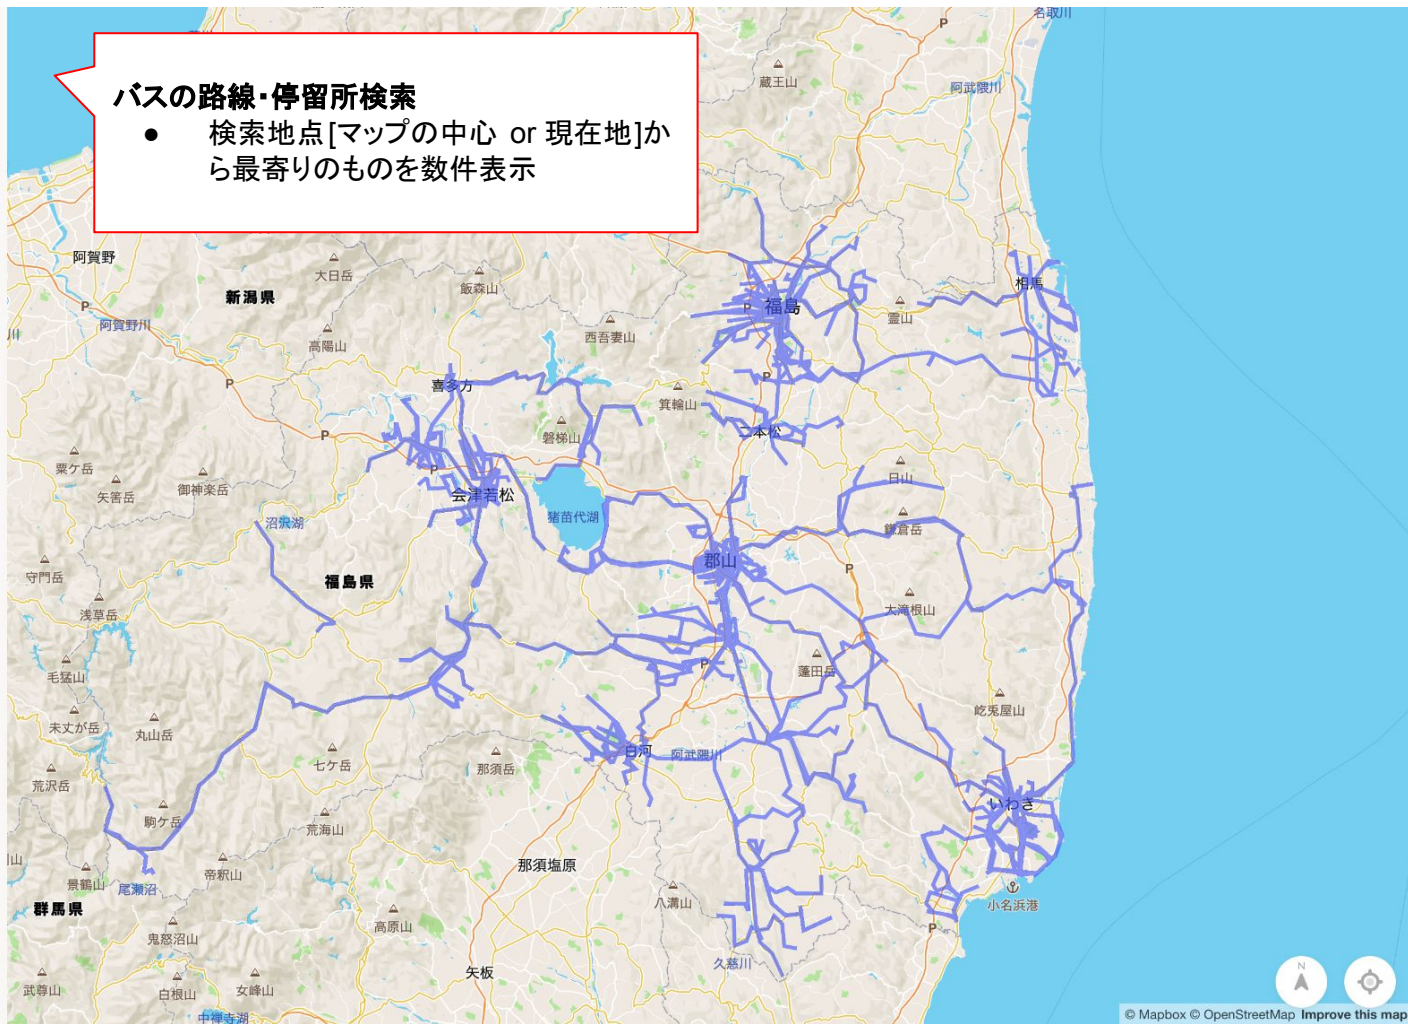 名取川
バスの路線・停留所検索
● 検索地点[マップの中心 or 現在地]か
ら最寄りのものを数件表示
P
蔵王山
阿武隈川
阿賀野
大日岳
飯森山
新潟県
相馬
福島
P
霊山
P
阿賀野川
西吾妻山
高陽山
喜多方
P
P
箕輪山
磐梯山
二本松
P
粟ケ岳
矢筈岳
御神楽岳
P
日山
会津若松
沼沢湖
猪苗代湖
鎌倉岳
守門岳
福島県
郡山
P
浅草岳
大滝根山
毛猛山
P
蓬田岳
未丈が岳
丸山岳
屹兎屋山
七ケ岳
那須岳
白河
阿武隈川
荒沢岳
駒ケ岳
荒海山
いわき
那須塩原
帝釈山
景鶴山
尾瀬沼
八溝山
小名浜港
群馬県
高原山
鬼怒沼山
P
久慈川
矢板
武尊山
白根山
女峰山
N
中禅寺湖
© Mapbox © OpenStreetMap Improve this map